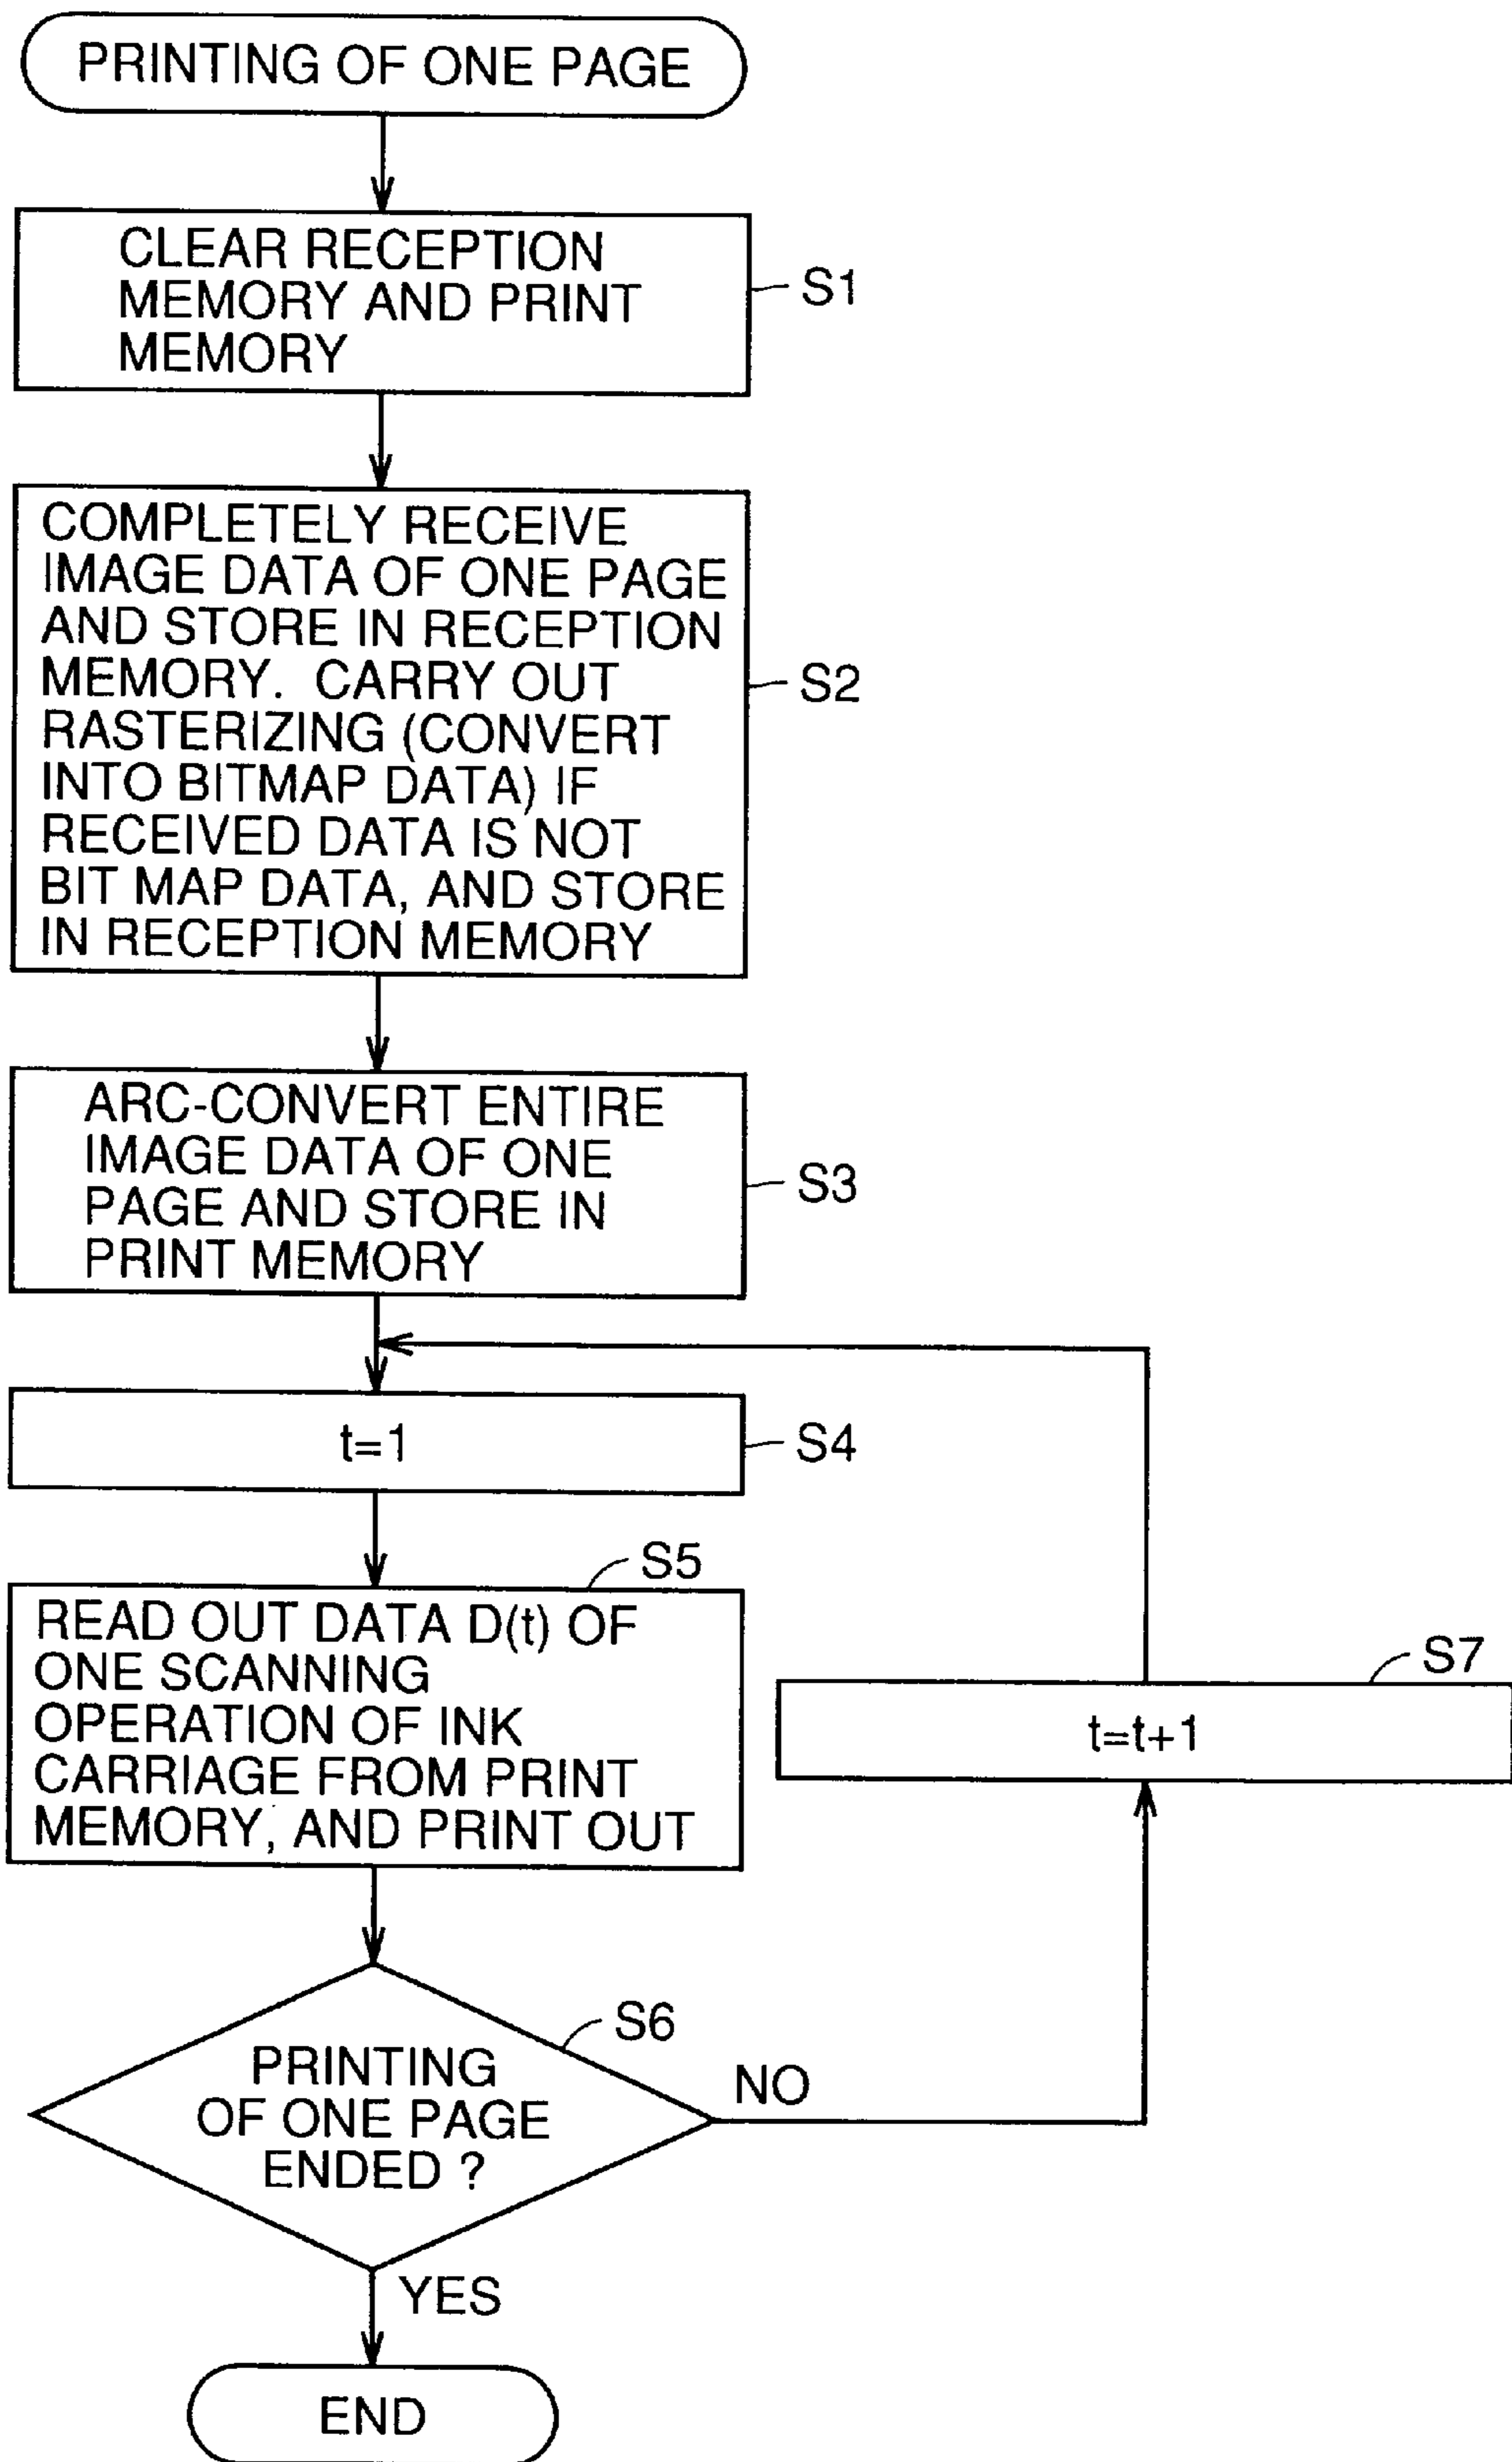 PRINTING OF ONE PAGE
CLEAR RECEPTION
MEMORY AND PRINT
MEMORY
S1
COMPLETELY RECEIVE
IMAGE DATA OF ONE PAGE
AND STORE IN RECEPTION
MEMORY. CARRY OUT
RASTERIZING (CONVERT
INTO BITMAP DATA) IF
RECEIVED DATA IS NOT
BIT MAP DATA, AND STORE
IN RECEPTION MEMORY
S2
ARC-CONVERT ENTIRE
IMAGE DATA OF ONE
PAGE AND STORE IN
PRINT MEMORY
S3
t=1
S4
S5
READ OUT DATA D(t) OF
ONE SCANNING
OPERATION OF INK
CARRIAGE FROM PRINT
MEMORY, AND PRINT OUT
S7
t=t+1
S6
PRINTING
OF ONE PAGE
ENDED ?
NO
YES
END